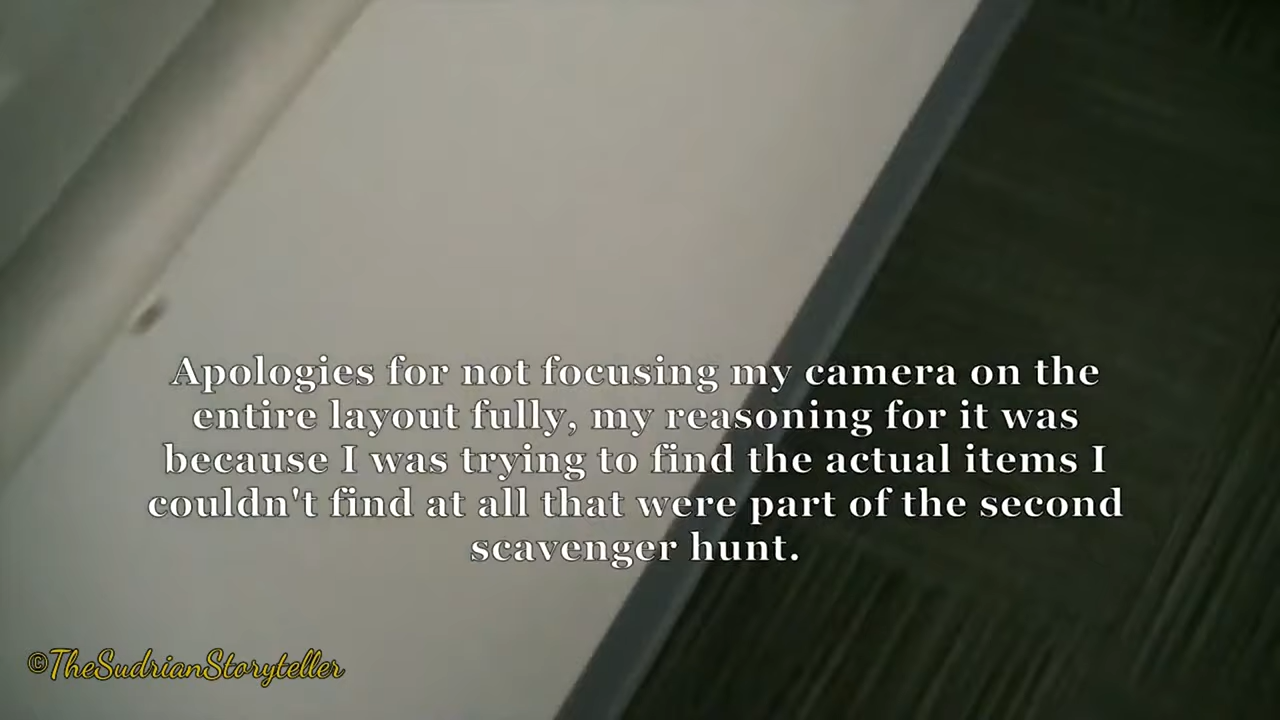 Apologies for not focusing my camera on the
entire layout fully, my reasoning for it was
because I was trying to find the actual items I
couldn't find at all that were part of the second
scavenger hunt.
©TheSudrianStoryteller